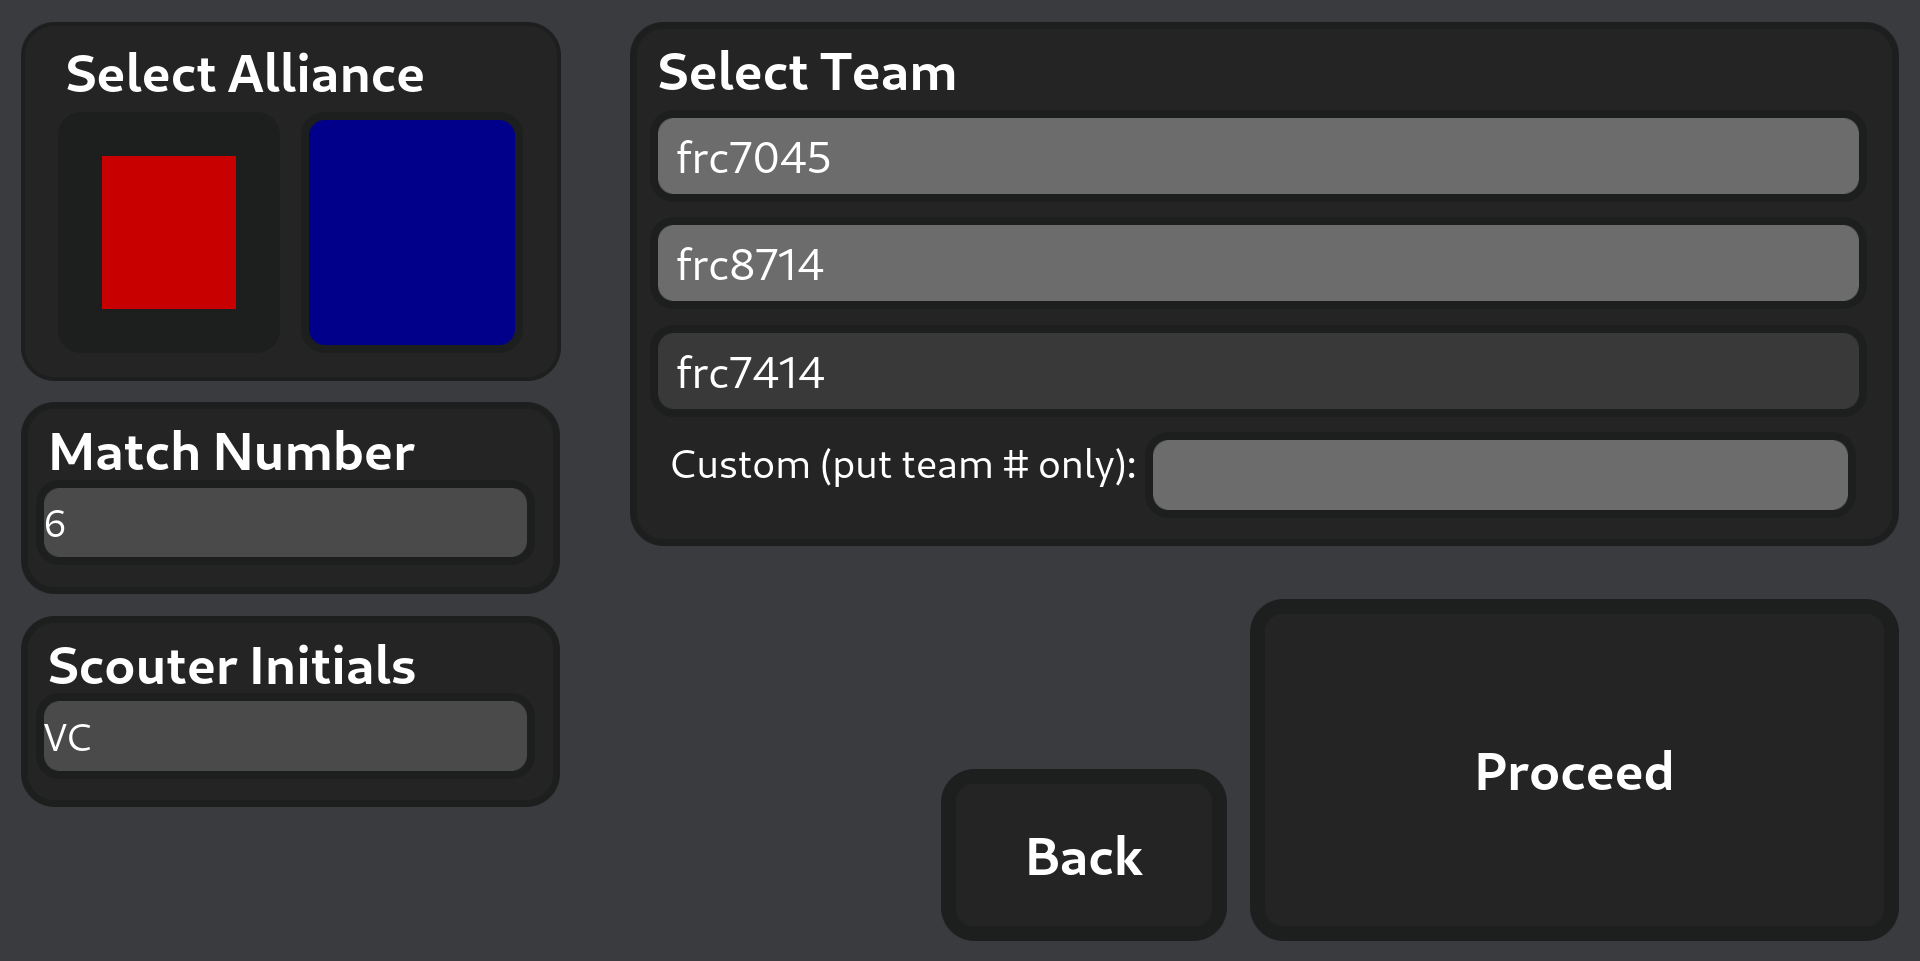 Select Alliance
Match Number
6
Scouter Initials
VC
Select Team
frc7045
frc8714
frc7414
Custom (put team # only):
Back
Proceed